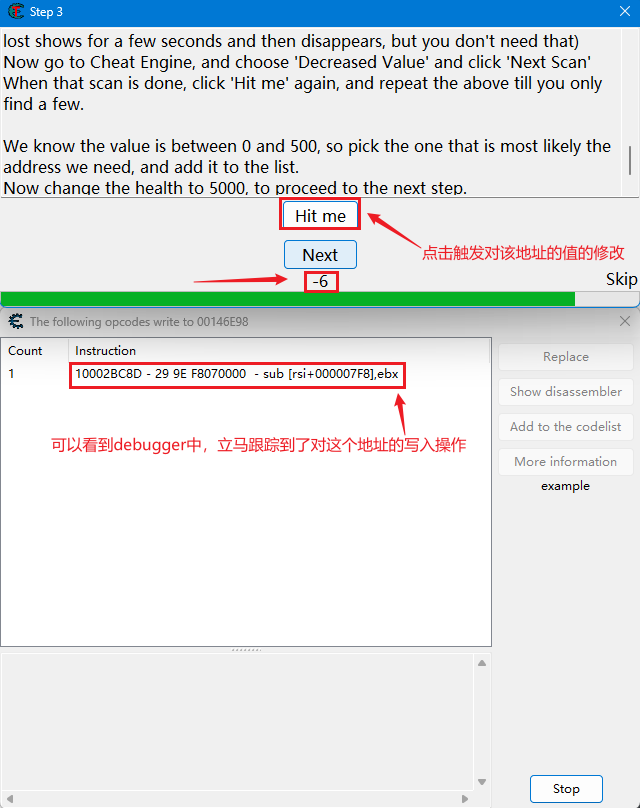 Step 3
lost shows for a few seconds and then disappears, but you don't need that)
Now go to Cheat Engine, and choose 'Decreased Value' and click 'Next Scan'
When that scan is done, click 'Hit me' again, and repeat the above till you only
find a few.
We know the value is between 0 and 500, so pick the one that is most likely the
address we need, and add it to the list.
Now change the health to 5000, to proceed to the next step.
Hit me
点击触发对该地址的值的修改
Next
-6
Skip
The following opcodes write to 00146E98
Count Instruction
1 10002BC8D - 29 9E F8070000 - sub [rsi+000007F8],ebx
可以看到debugger中，立马跟踪到了对这个地址的写入操作
Replace
Show disassembler
Add to the codelist
More information
example
Stop